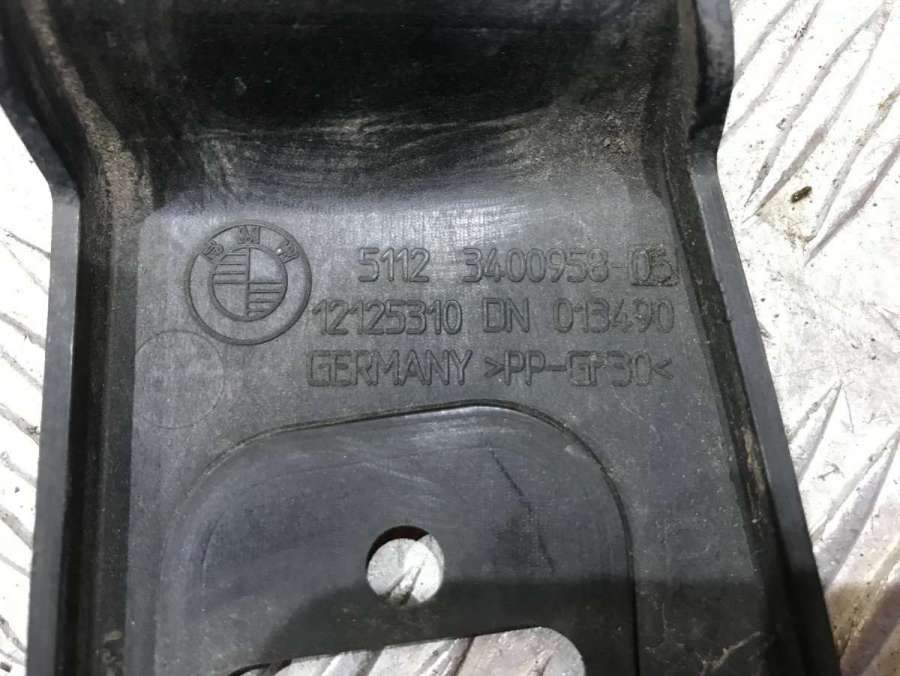 BMW
5112 3400958-05
12125310 DN 013490
GERMANY >PP-GF30<